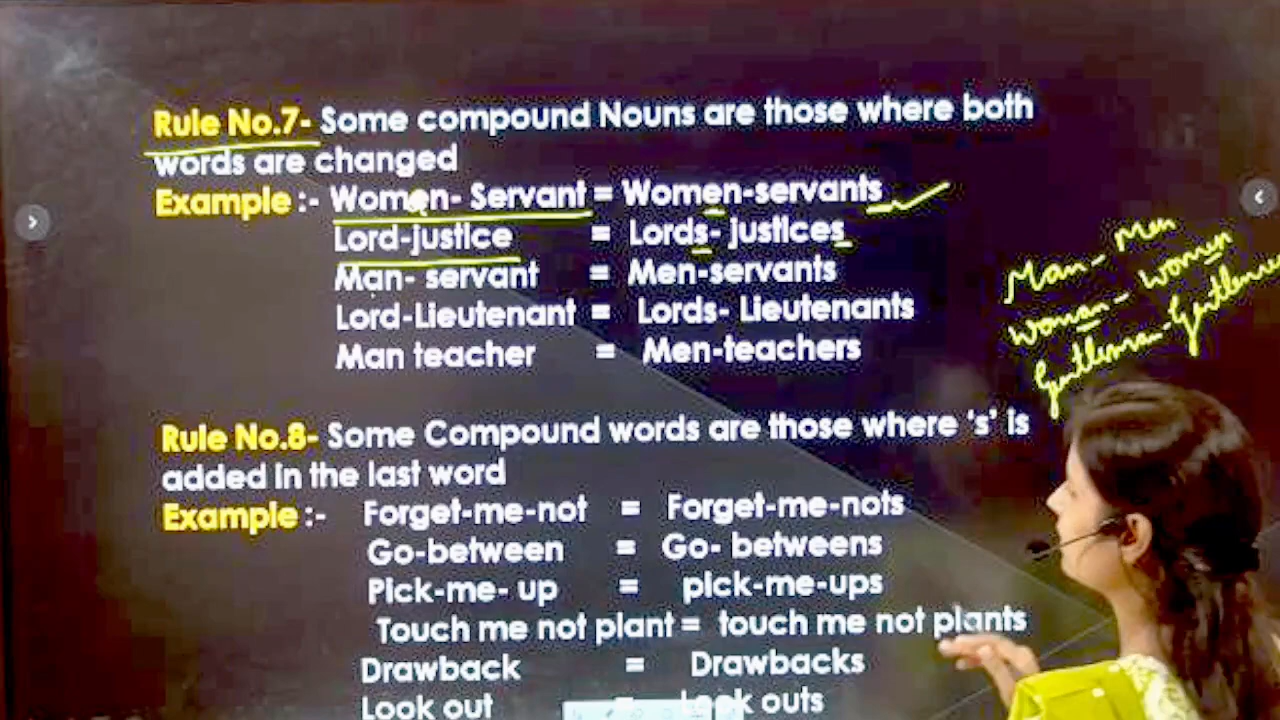 Rule No.7- Some compound Nouns are those where both
words are changed
Example :- Women- Servant = Women-servants
Lord-justice = Lords- justices
Man- servant = Men-servants
Lord-Lieutenant = Lords- Lieutenants
Man teacher = Men-teachers
Man- Men
woman- women
Gentleman-
Rule No.8- Some Compound words are those where 's' is
added in the last word
Example :- Forget-me-not = Forget-me-nots
Go-between = Go- betweens
Pick-me- up = pick-me-ups
Touch me not plant = touch me not plants
Drawback = Drawbacks
Look out = Look outs